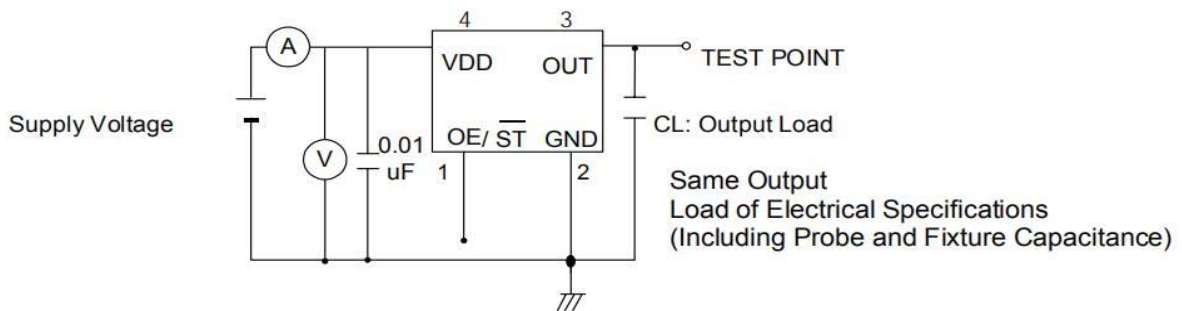 4 3
A
VDD OUT
TEST POINT
Supply Voltage
CL: Output Load
V
0.01
uF
OE/ S̅T̅ GND
1 2
Same Output
Load of Electrical Specifications
(Including Probe and Fixture Capacitance)